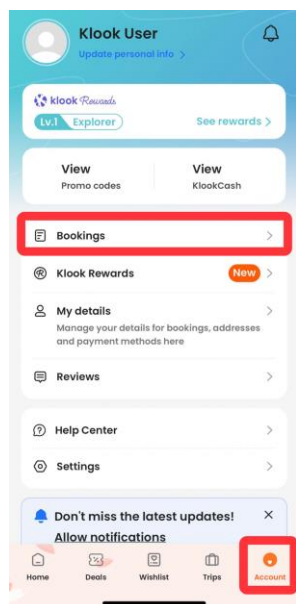 Klook User
Update personal info >
klook Rewards
Lv.1 Explorer
See rewards >
View
Promo codes
View
KlookCash
Bookings
Klook Rewards
New
My details
Manage your details for bookings, addresses
and payment methods here
Reviews
Help Center
Settings
Don't miss the latest updates!
Allow notifications
Home
Deals
Wishlist
Trips
Account